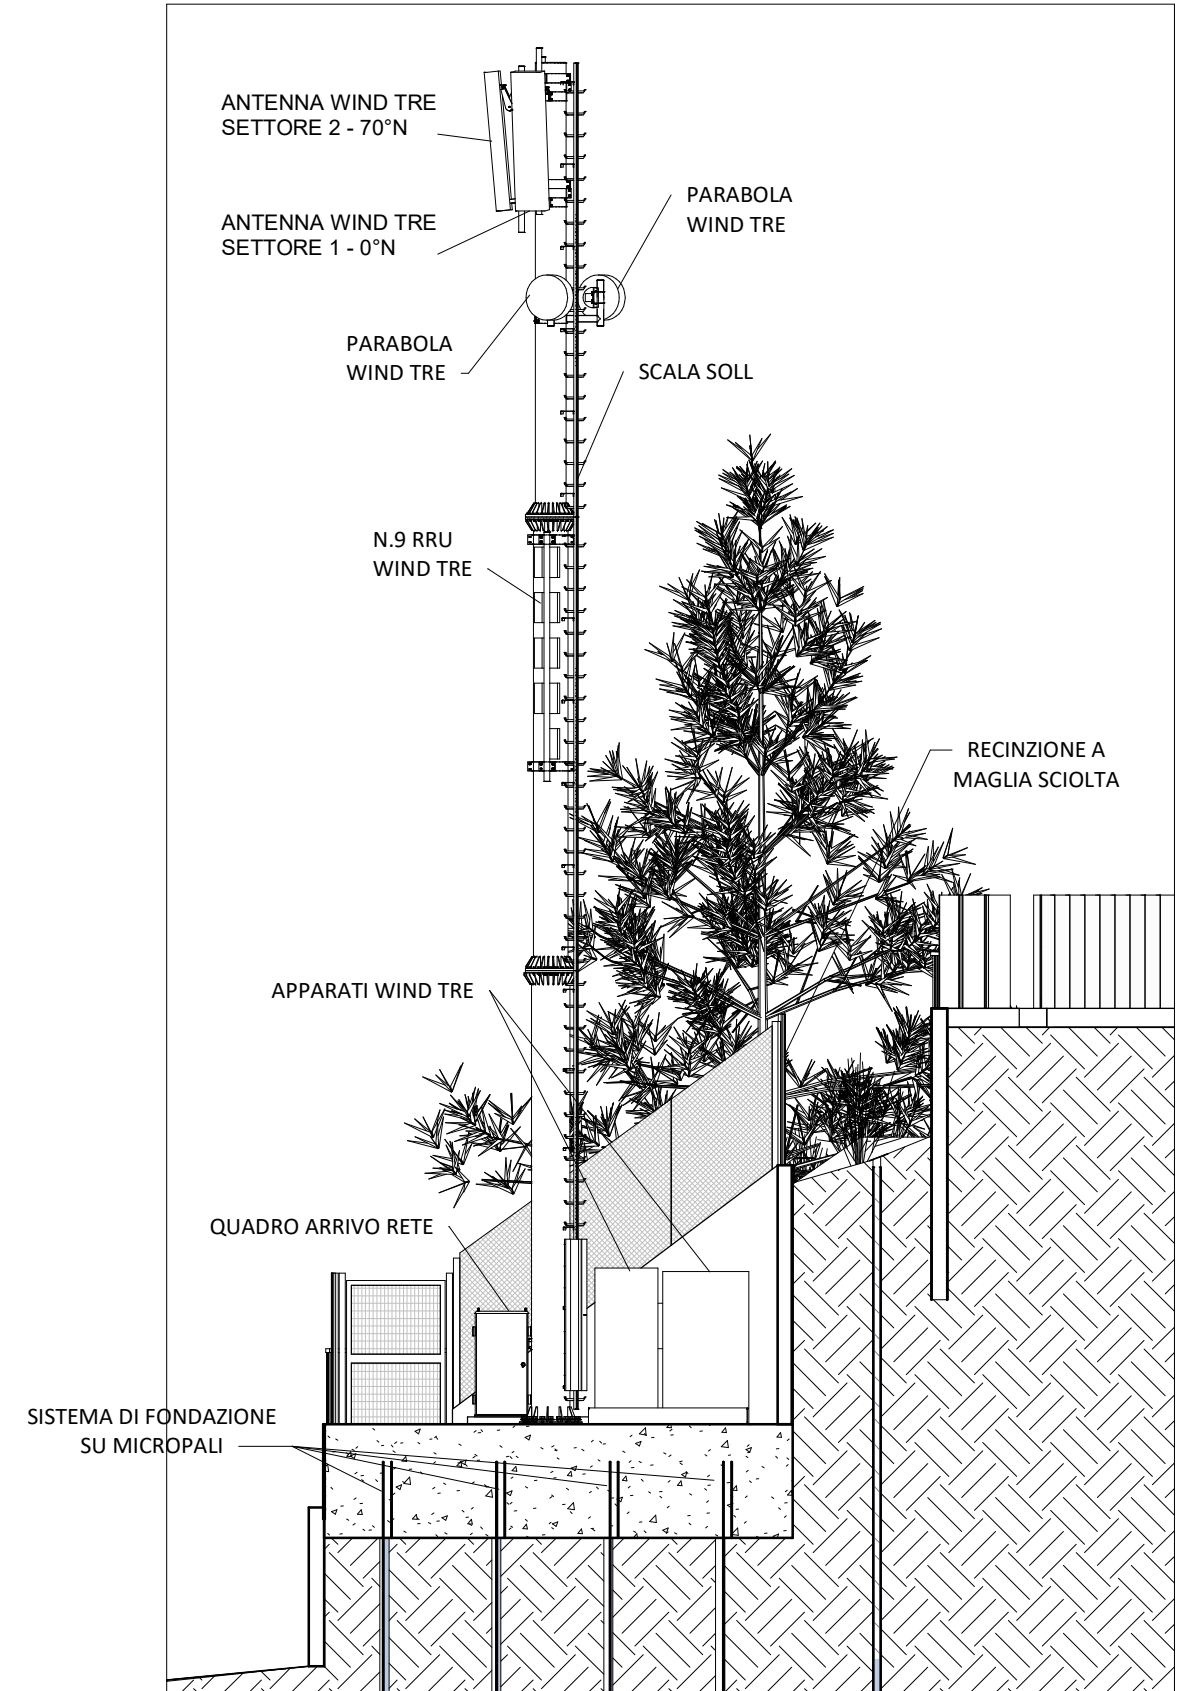 ANTENNA WIND TRE
SETTORE 2 - 70°N
PARABOLA
WIND TRE
ANTENNA WIND TRE
SETTORE 1 - 0°N
PARABOLA
WIND TRE
SCALA SOLL
N.9 RRU
WIND TRE
RECINZIONE A
MAGLIA SCIOLTA
APPARATI WIND TRE
QUADRO ARRIVO RETE
SISTEMA DI FONDAZIONE
SU MICROPALI